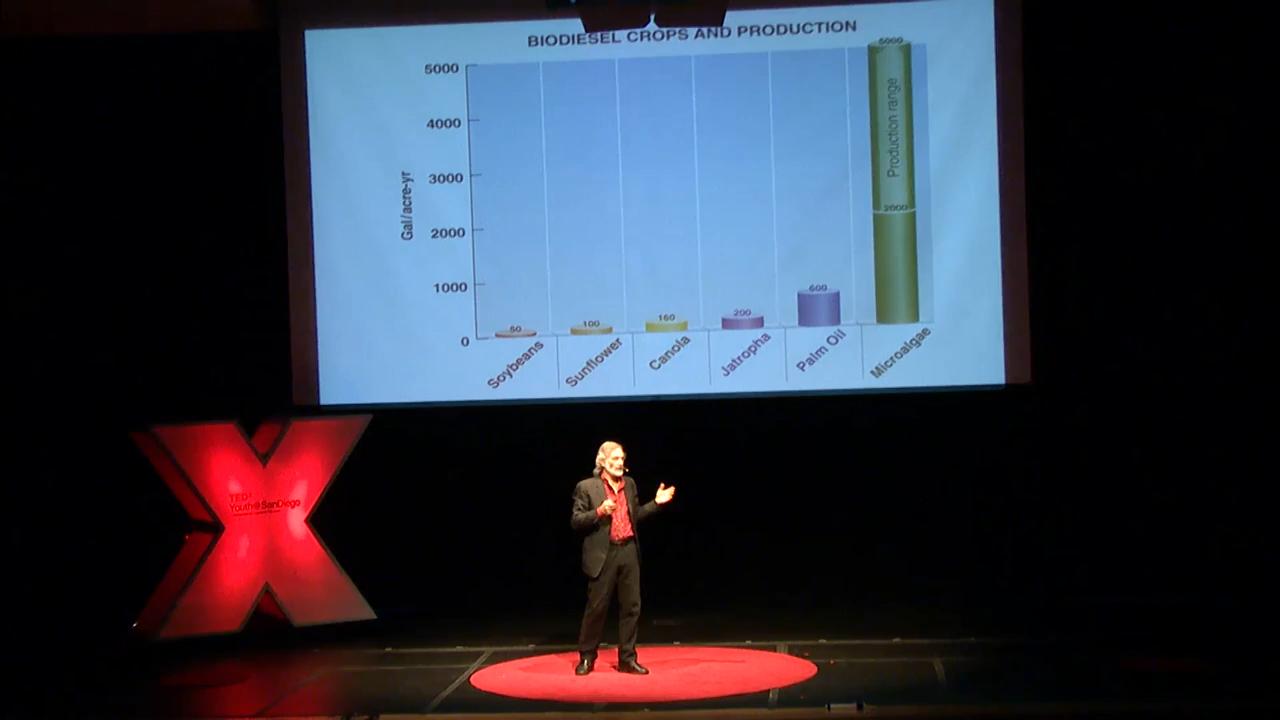 BIODIESEL CROPS AND PRODUCTION
5000
4000
3000
2000
1000
0
Gal/acre-yr
50
100
160
200
600
5000
Production range
2000
Soybeans
Sunflower
Canola
Jatropha
Palm Oil
Microalgae
TEDx
Youth@SanDiego